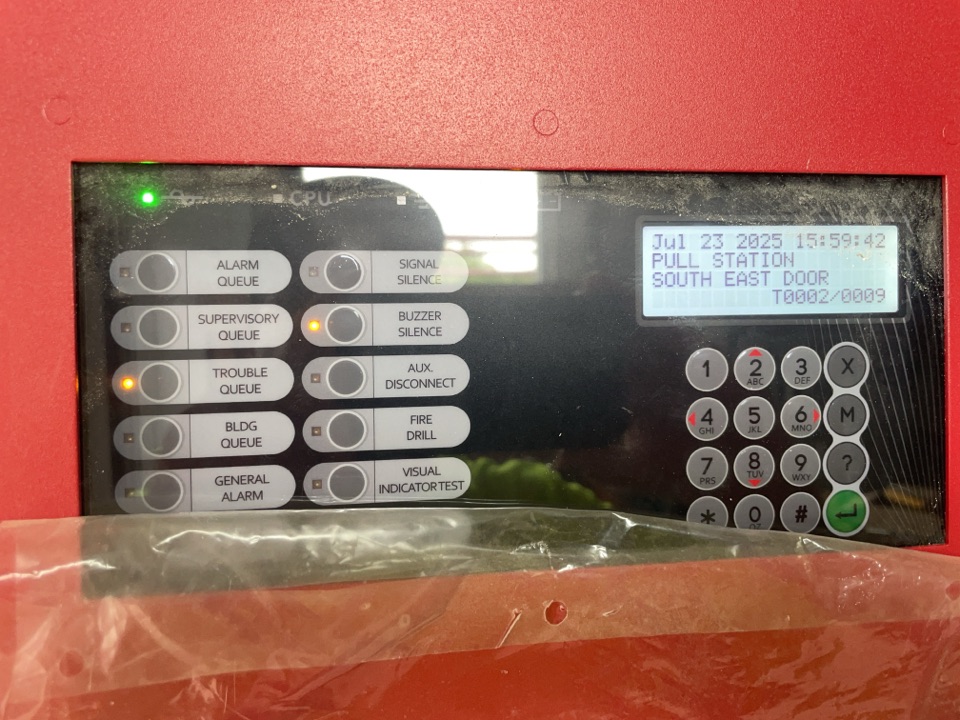 CPU
ALARM
QUEUE
SIGNAL
SILENCE
SUPERVISORY
QUEUE
BUZZER
SILENCE
TROUBLE
QUEUE
AUX.
DISCONNECT
BLDG
QUEUE
FIRE
DRILL
GENERAL
ALARM
VISUAL
INDICATOR TEST
Jul 23 2025 15:59:42
PULL STATION
SOUTH EAST DOOR
T0002/0009
1 2 3 X
ABC DEF
4 5 6 M
GHI JKL MNO
7 8 9 ?
PRS TUV WXY
* 0 #
OZ